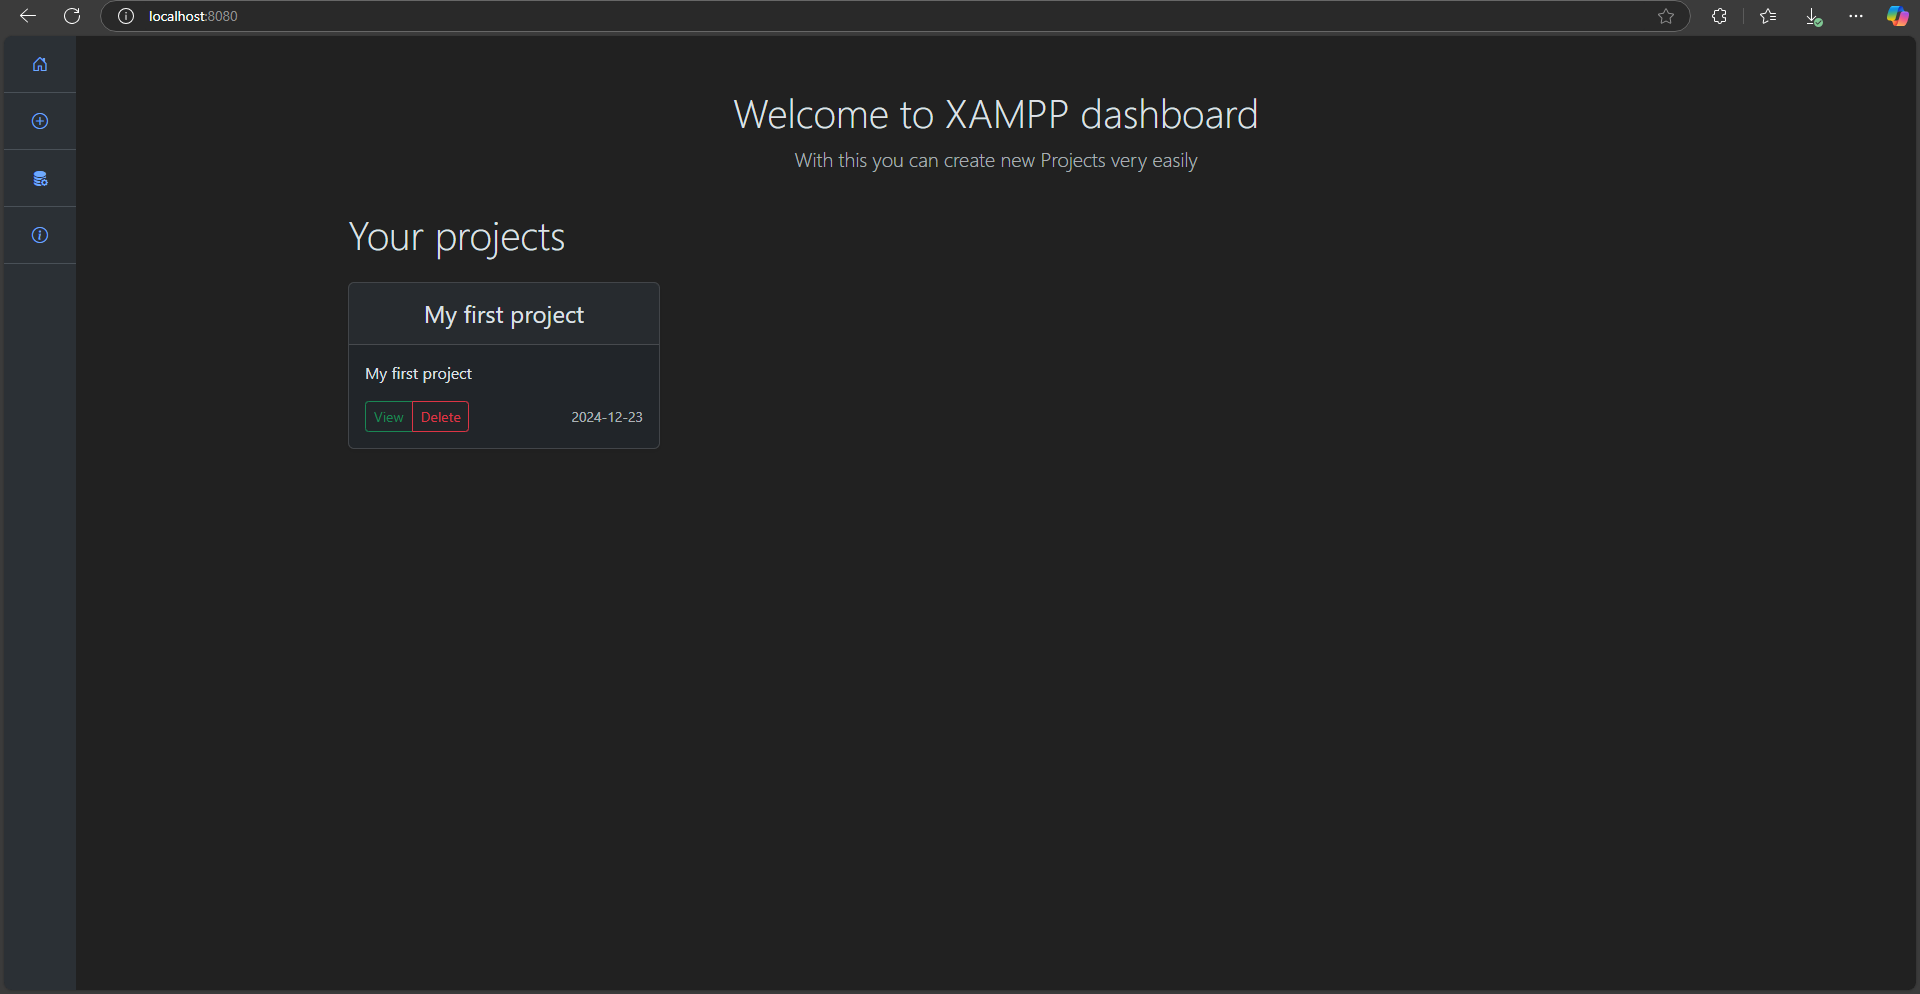 localhost:8080
Welcome to XAMPP dashboard
With this you can create new Projects very easily
Your projects
My first project
My first project
View Delete 2024-12-23